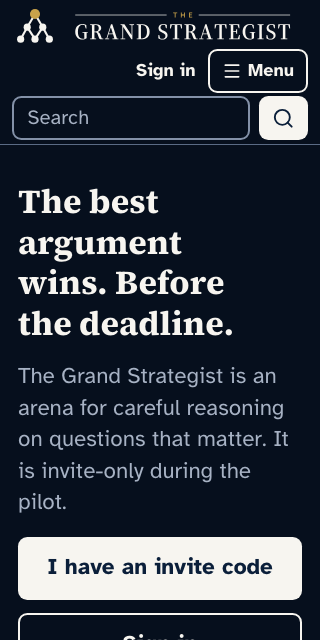 THE
GRAND STRATEGIST
Sign in
Menu
Search
The best
argument
wins. Before
the deadline.
The Grand Strategist is an
arena for careful reasoning
on questions that matter. It
is invite-only during the
pilot.
I have an invite code
Sign in